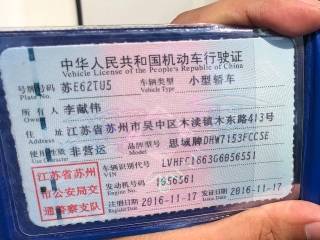 中华人民共和国机动车行驶证
Vehicle License of the People's Republic of China
号牌号码 苏E62TU5 车辆类型 小型轿车
Plate No. Vehicle Type
所有人 李献伟
Owner
住址 江苏省苏州市吴中区木渎镇木东路413号
Address
使用性质 非营运 品牌型号 思域牌DHW7153FCCSE
Use Character Model
江苏省苏州市公安局交通警察支队
车辆识别代号 LVHFC1663G6056551
VIN
发动机号码 1056561
Engine No.
注册日期 2016-11-17 发证日期 2016-11-17
Register Date Issue Date